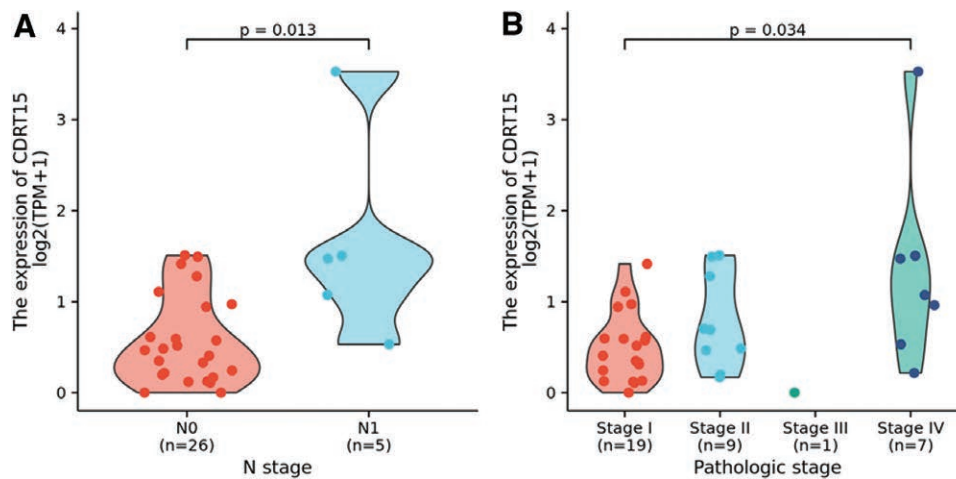 A
The expression of CDRT15
log2(TPM+1)
4
3
2
1
0
p = 0.013
N0
(n=26)
N1
(n=5)
N stage
B
The expression of CDRT15
log2(TPM+1)
4
3
2
1
0
p = 0.034
Stage I
(n=19)
Stage II
(n=9)
Stage III
(n=1)
Stage IV
(n=7)
Pathologic stage